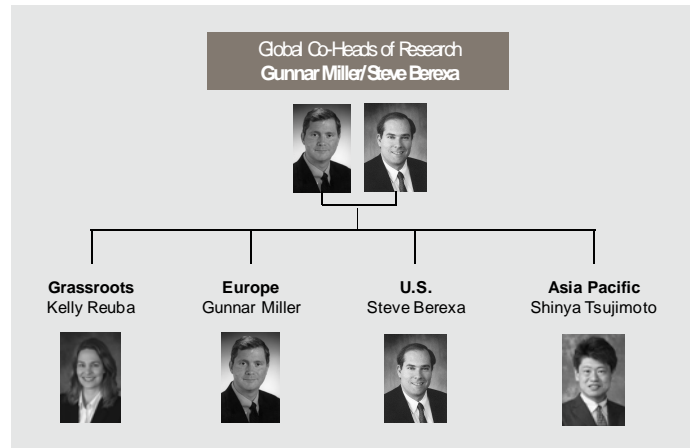 Global Co-Heads of Research
Gunnar Miller/Steve Berexa
Grassroots
Kelly Reuba
Europe
Gunnar Miller
U.S.
Steve Berexa
Asia Pacific
Shinya Tsujimoto